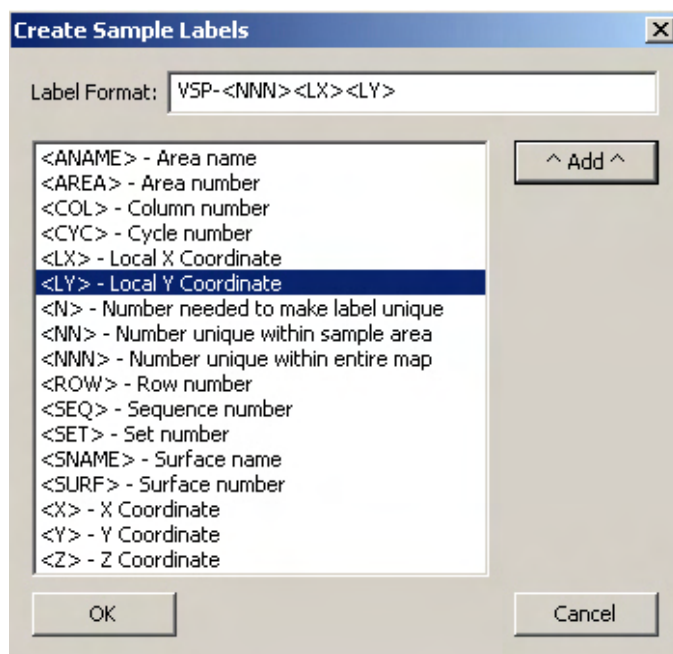 Create Sample Labels
Label Format: VSP-<NNN><LX><LY>
<ANAME> - Area name
<AREA> - Area number
<COL> - Column number
<CYC> - Cycle number
<LX> - Local X Coordinate
<LY> - Local Y Coordinate
<N> - Number needed to make label unique
<NN> - Number unique within sample area
<NNN> - Number unique within entire map
<ROW> - Row number
<SEQ> - Sequence number
<SET> - Set number
<SNAME> - Surface name
<SURF> - Surface number
<X> - X Coordinate
<Y> - Y Coordinate
<Z> - Z Coordinate
^ Add ^
OK
Cancel